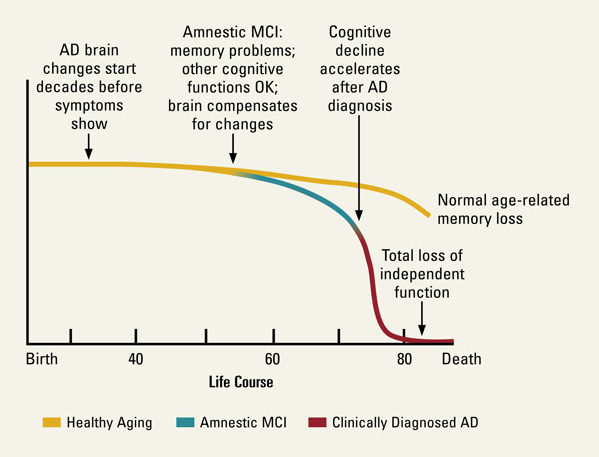 AD brain
changes start
decades before
symptoms
show
Amnestic MCI:
memory problems;
other cognitive
functions OK;
brain compensates
for changes
Cognitive
decline
accelerates
after AD
diagnosis
Normal age-related
memory loss
Total loss of
independent
function
Birth 40 60 80 Death
Life Course
Healthy Aging Amnestic MCI Clinically Diagnosed AD